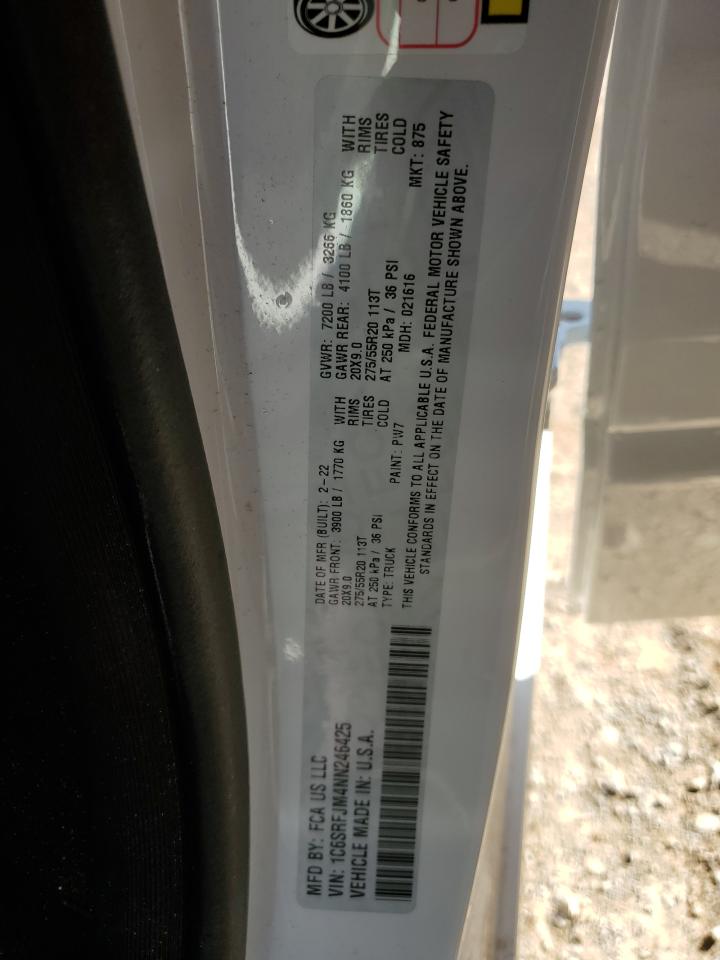 MFD BY: FCA US LLC
VIN: 1C6SRFJM4NN246425
VEHICLE MADE IN: U.S.A.
DATE OF MFR (BUILT): 2-22
GAWR FRONT: 3900 LB / 1770 KG WITH
20X9.0 RIMS
275/55R20 113T TIRES
AT 250 kPa / 36 PSI COLD
TYPE: TRUCK PAINT: PW7
GVWR: 7200 LB / 3266 KG
GAWR REAR: 4100 LB / 1860 KG WITH
20X9.0 RIMS
275/55R20 113T TIRES
AT 250 kPa / 36 PSI COLD
MDH: 021616 MKT: 875
THIS VEHICLE CONFORMS TO ALL APPLICABLE U.S.A. FEDERAL MOTOR VEHICLE SAFETY
STANDARDS IN EFFECT ON THE DATE OF MANUFACTURE SHOWN ABOVE.